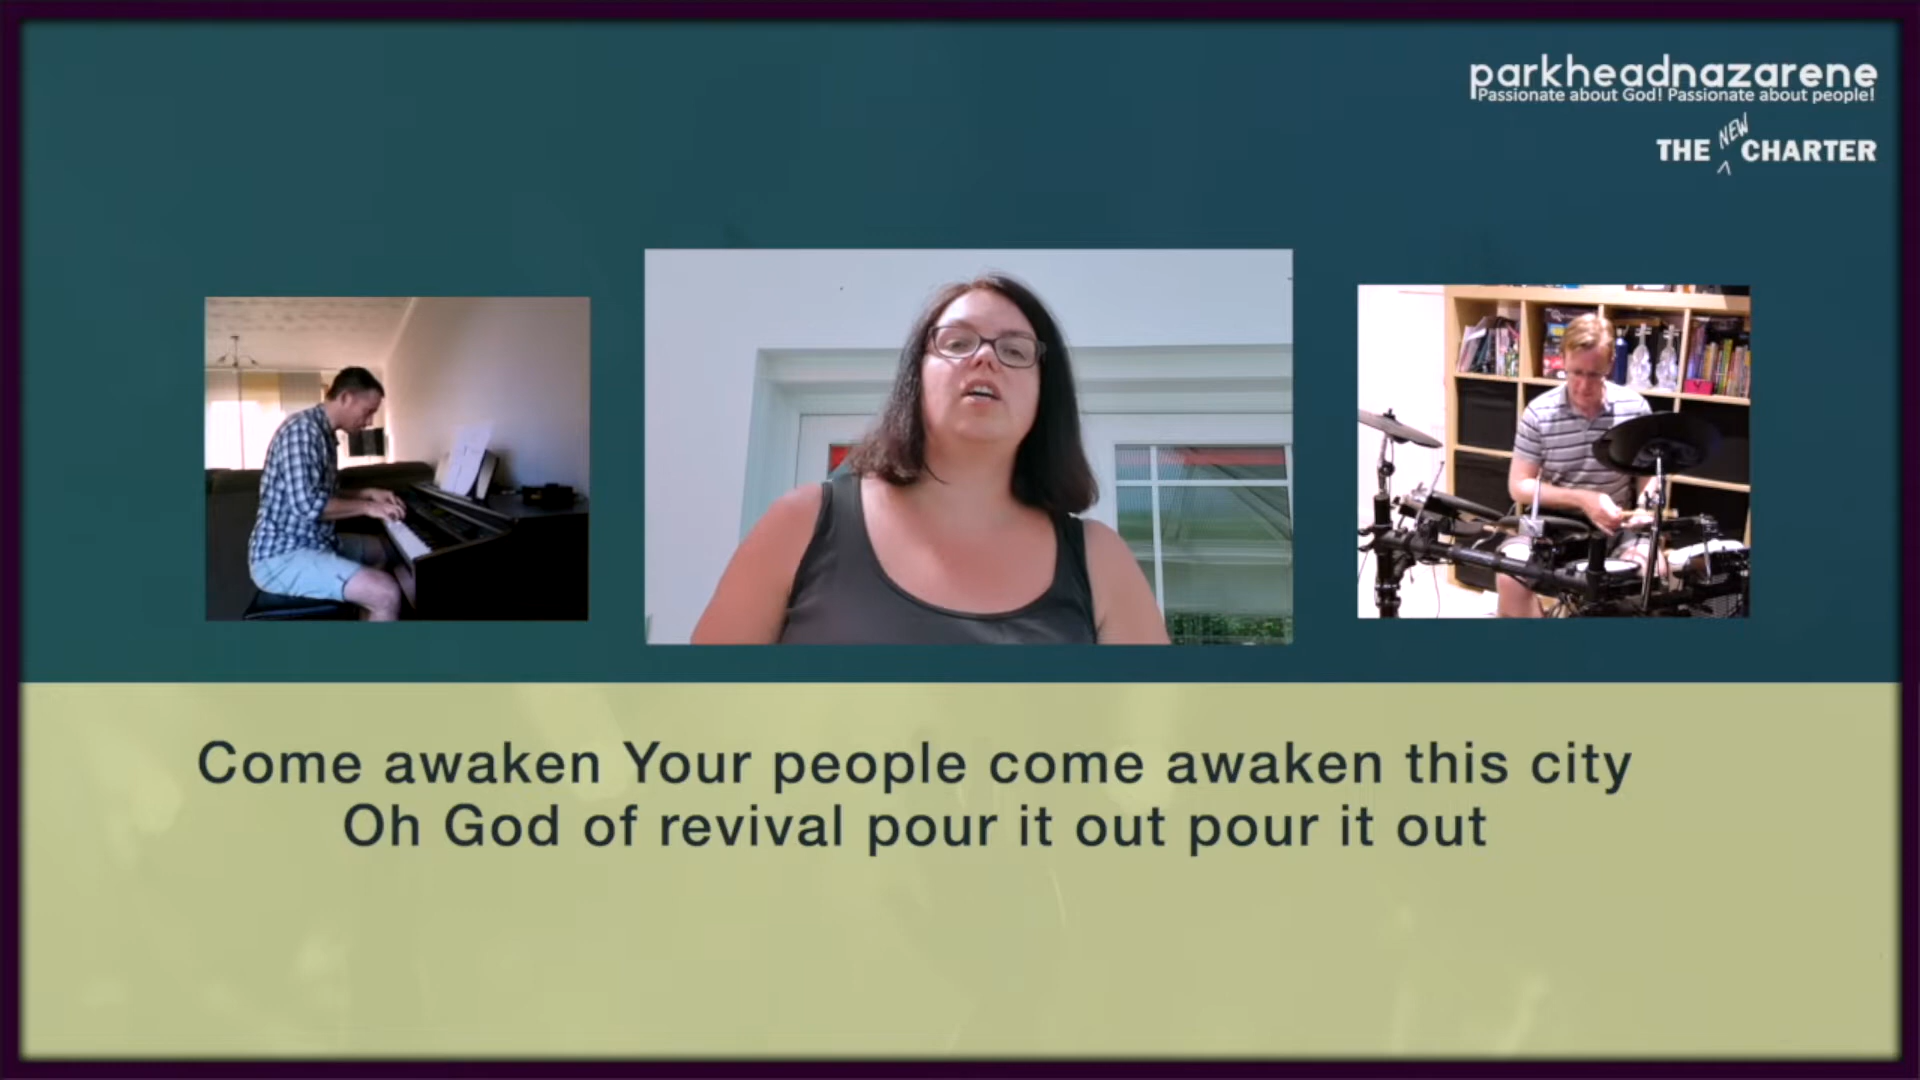 parkheadnazarene
Passionate about God! Passionate about people!
NEW
THE ^ CHARTER
Come awaken Your people come awaken this city
Oh God of revival pour it out pour it out